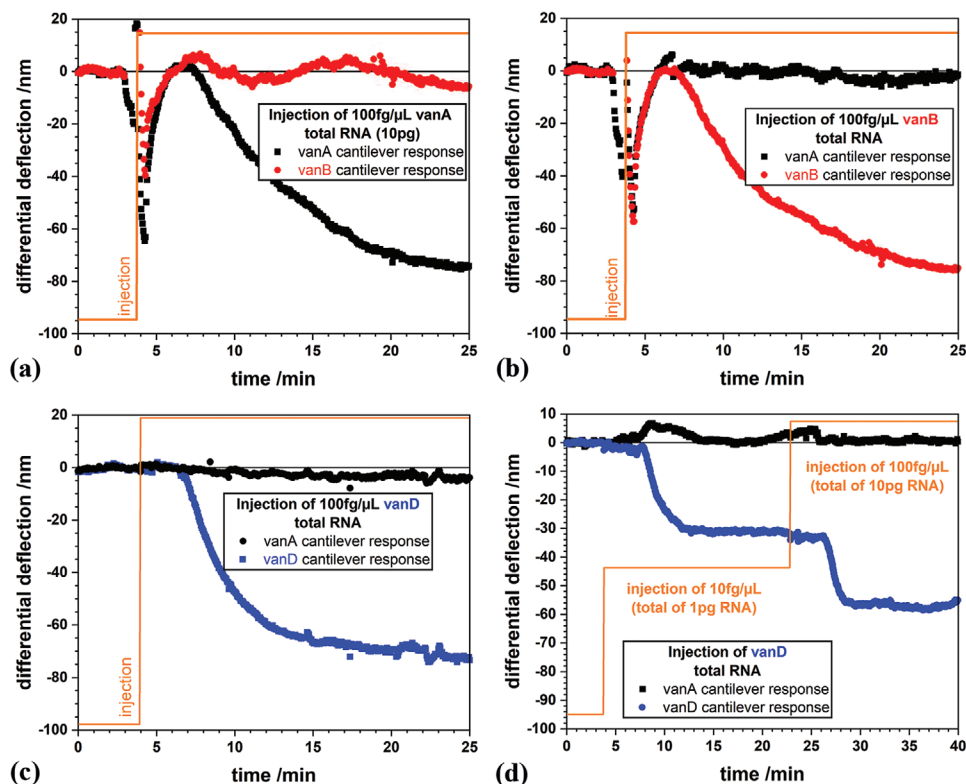 20
0
-20
-40
-60
-80
-100
differential deflection /nm
injection
Injection of 100fg/µL vanA
total RNA (10pg)
vanA cantilever response
vanB cantilever response
0 5 10 15 20 25
time /min
(a)
20
0
-20
-40
-60
-80
-100
differential deflection /nm
injection
Injection of 100fg/µL vanB
total RNA
vanA cantilever response
vanB cantilever response
0 5 10 15 20 25
time /min
(b)
20
0
-20
-40
-60
-80
-100
differential deflection /nm
injection
Injection of 100fg/µL vanD
total RNA
vanA cantilever response
vanD cantilever response
0 5 10 15 20 25
time /min
(c)
10
0
-10
-20
-30
-40
-50
-60
-70
-80
-90
-100
differential deflection /nm
injection of 100fg/µL
(total of 10pg RNA)
injection of 10fg/µL
(total of 1pg RNA)
Injection of vanD
total RNA
vanA cantilever response
vanD cantilever response
0 5 10 15 20 25 30 35 40
time /min
(d)